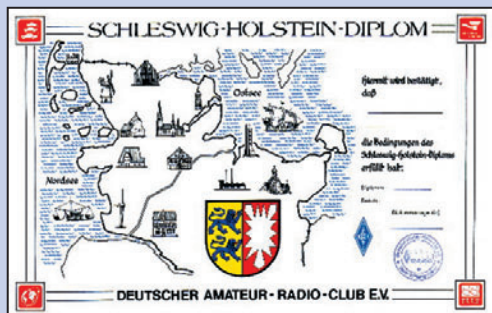 SCHLESWIG-HOLSTEIN-DIPLOM
Hiermit wird bestätigt,
daß
Ostsee
die Bedingungen des
Schleswig-Holstein-Diploms
erfüllt hat:
Nordsee
DEUTSCHER AMATEUR-RADIO-CLUB E.V.